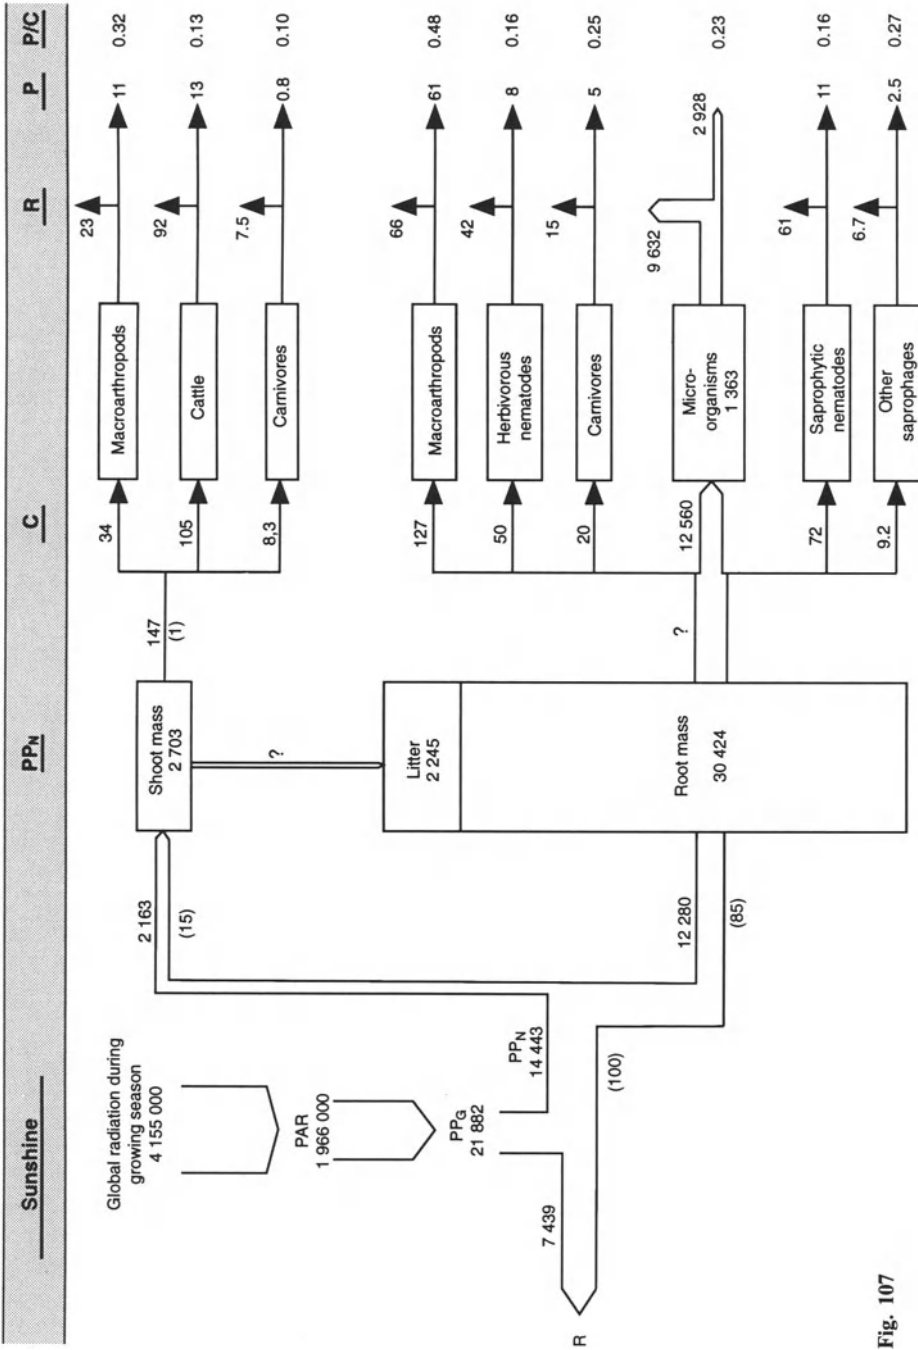 Sunshine
PPN
C
R
P
P/C
Global radiation during
growing season
4 155 000
PAR
1 966 000
PPG
21 882
7 439
R
PPN
14 443
(100)
2 163
(15)
12 280
(85)
Shoot mass
2 703
?
Litter
2 245
Root mass
30 424
147
(1)
?
34
Macroarthropods
23
11
0.32
105
Cattle
92
13
0.13
8,3
Carnivores
7.5
0.8
0.10
127
Macroarthropods
66
61
0.48
50
Herbivorous
nematodes
42
8
0.16
20
Carnivores
15
5
0.25
12 560
Micro-
organisms
1 363
9 632
2 928
0.23
72
Saprophytic
nematodes
61
11
0.16
9.2
Other
saprophages
6.7
2.5
0.27
Fig. 107